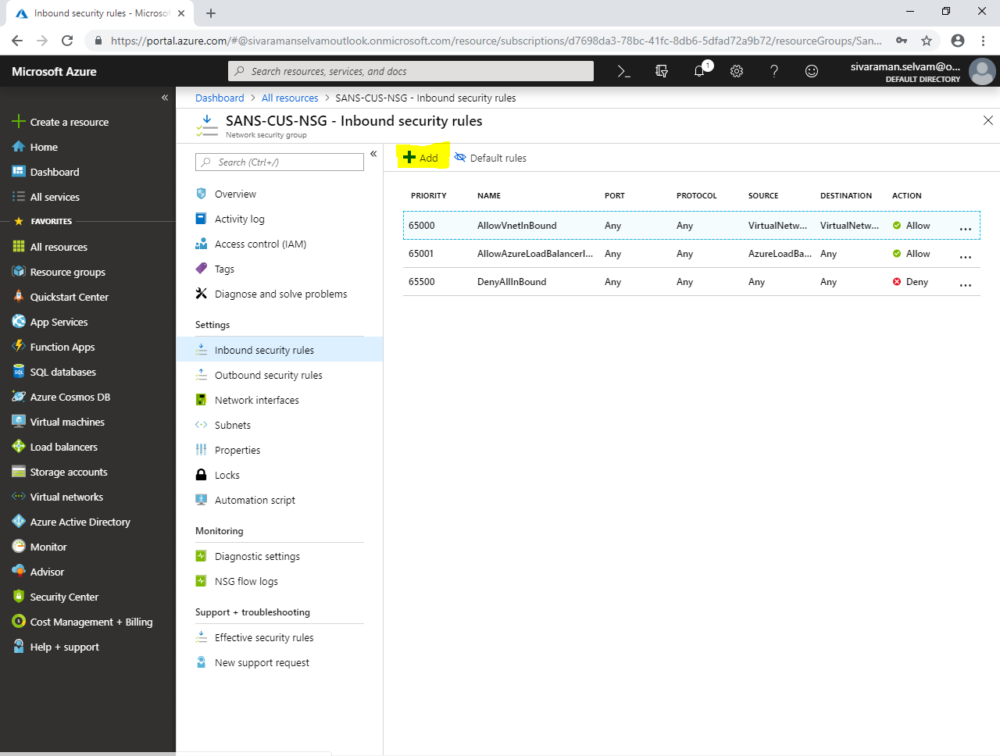 Inbound security rules - Microsof
https://portal.azure.com/#@sivaramanselvamoutlook.onmicrosoft.com/resource/subscriptions/d7698da3-78bc-41fc-8db6-5dfad72a9b72/resourceGroups/San...
Microsoft Azure
Search resources, services, and docs
1
sivaraman.selvam@o...
DEFAULT DIRECTORY
Create a resource
Home
Dashboard
All services
FAVORITES
All resources
Resource groups
Quickstart Center
App Services
Function Apps
SQL databases
Azure Cosmos DB
Virtual machines
Load balancers
Storage accounts
Virtual networks
Azure Active Directory
Monitor
Advisor
Security Center
Cost Management + Billing
Help + support
Dashboard > All resources > SANS-CUS-NSG - Inbound security rules
SANS-CUS-NSG - Inbound security rules
Network security group
Search (Ctrl+/)
Overview
Activity log
Access control (IAM)
Tags
Diagnose and solve problems
Settings
Inbound security rules
Outbound security rules
Network interfaces
Subnets
Properties
Locks
Automation script
Monitoring
Diagnostic settings
NSG flow logs
Support + troubleshooting
Effective security rules
New support request
Add Default rules
PRIORITY NAME PORT PROTOCOL SOURCE DESTINATION ACTION
65000 AllowVnetInBound Any Any VirtualNetw... VirtualNetw... Allow ...
65001 AllowAzureLoadBalancerI... Any Any AzureLoadBa... Any Allow ...
65500 DenyAllInBound Any Any Any Any Deny ...